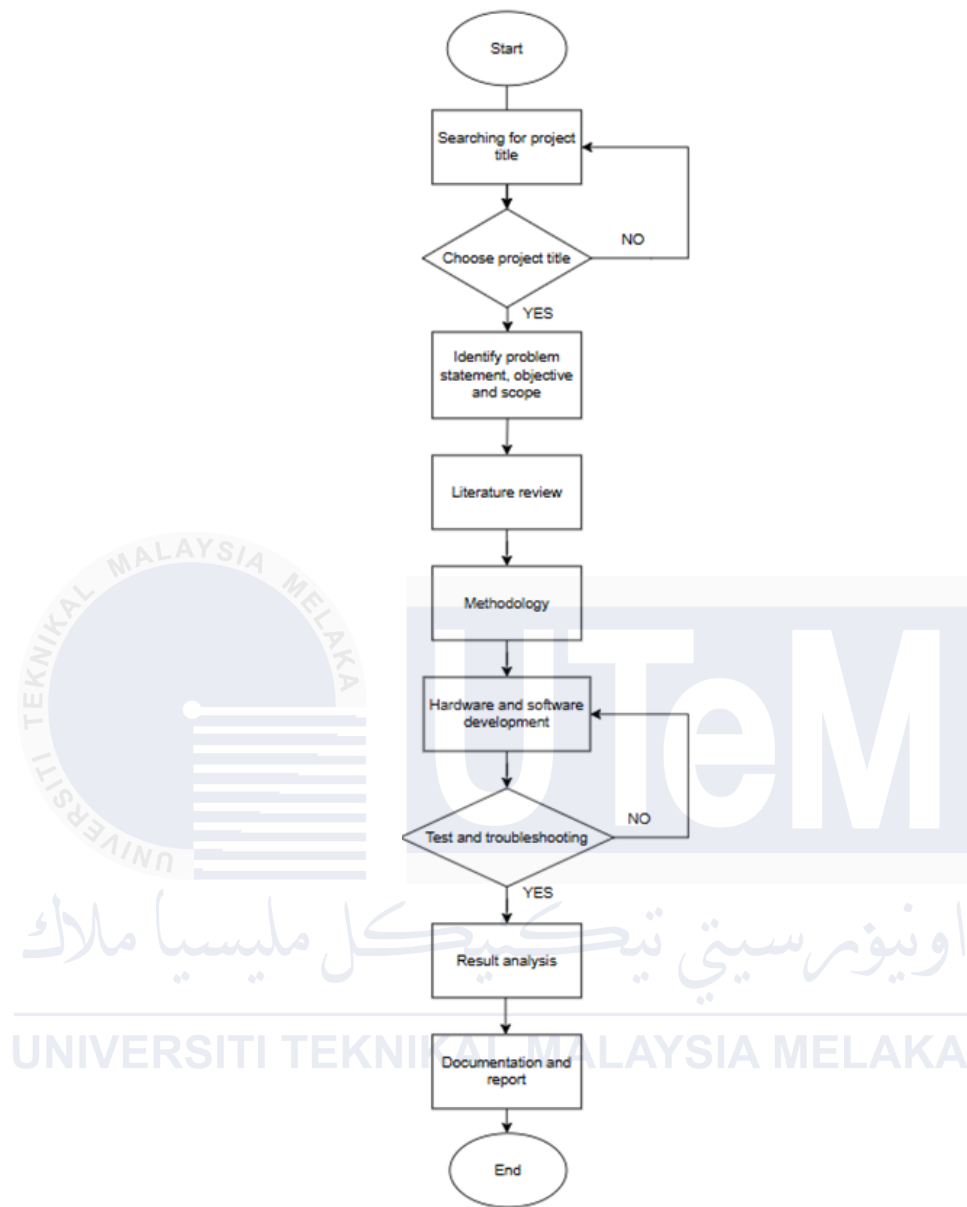 Start
Searching for project
title
NO
Choose project title
YES
Identify problem
statement, objective
and scope
Literature review
Methodology
Hardware and software
development
NO
Test and troubleshooting
YES
Result analysis
Documentation and
report
End
UNIVERSITI TEKNIKAL MALAYSIA MELAKA
UTeM
اونيۏرسيتي تيكنيكل مليسيا ملاك
UNIVERSITI TEKNIKAL MALAYSIA MELAKA